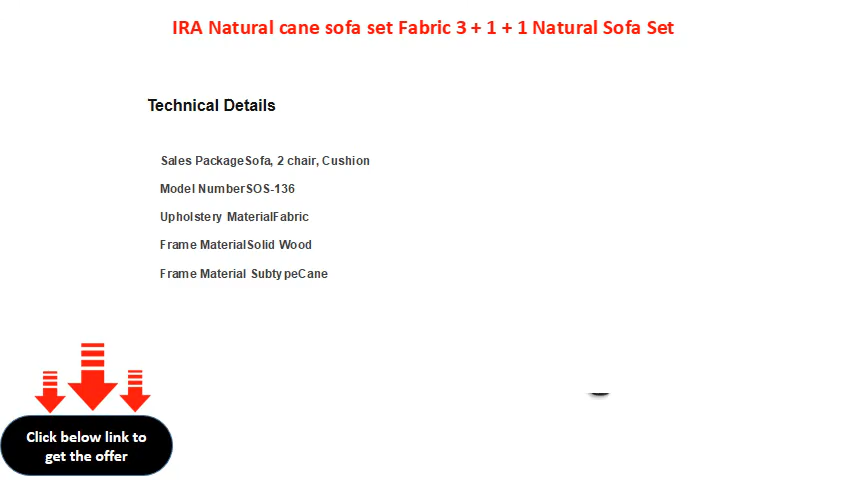 IRA Natural cane sofa set Fabric 3 + 1 + 1 Natural Sofa Set
Technical Details
Sales PackageSofa, 2 chair, Cushion
Model NumberSOS-136
Upholstery MaterialFabric
Frame MaterialSolid Wood
Frame Material SubtypeCane
Click below link to
get the offer